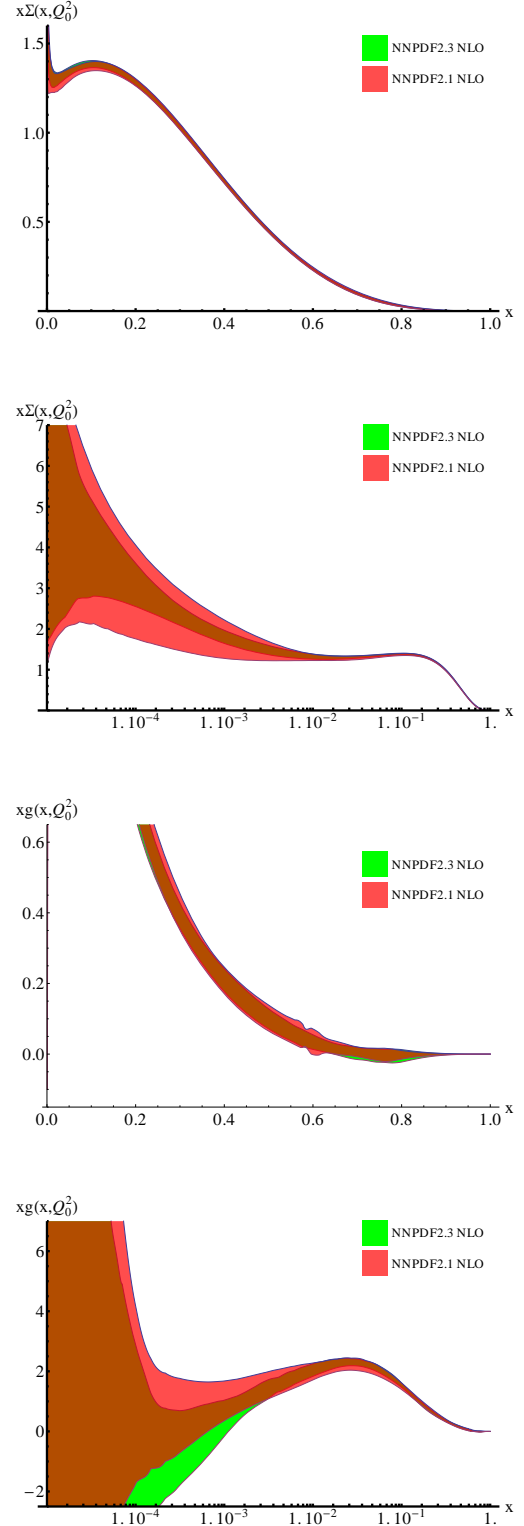 xΣ(x,Q₀²)
1.5
1.0
0.5
NNPDF2.3 NLO
NNPDF2.1 NLO
0.0 0.2 0.4 0.6 0.8 1.0 x
xΣ(x,Q₀²)
7
6
5
4
3
2
1
NNPDF2.3 NLO
NNPDF2.1 NLO
1.10⁻⁴ 1.10⁻³ 1.10⁻² 1.10⁻¹ 1. x
xg(x,Q₀²)
0.6
0.4
0.2
0.0
NNPDF2.3 NLO
NNPDF2.1 NLO
0.0 0.2 0.4 0.6 0.8 1.0 x
xg(x,Q₀²)
6
4
2
0
−2
NNPDF2.3 NLO
NNPDF2.1 NLO
1.10⁻⁴ 1.10⁻³ 1.10⁻² 1.10⁻¹ 1. x